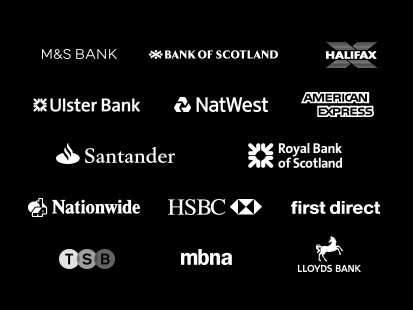 M&S BANK
BANK OF SCOTLAND
HALIFAX
Ulster Bank
NatWest
AMERICAN
EXPRESS
Santander
Royal Bank
of Scotland
Nationwide
HSBC
first direct
TSB
mbna
LLOYDS BANK